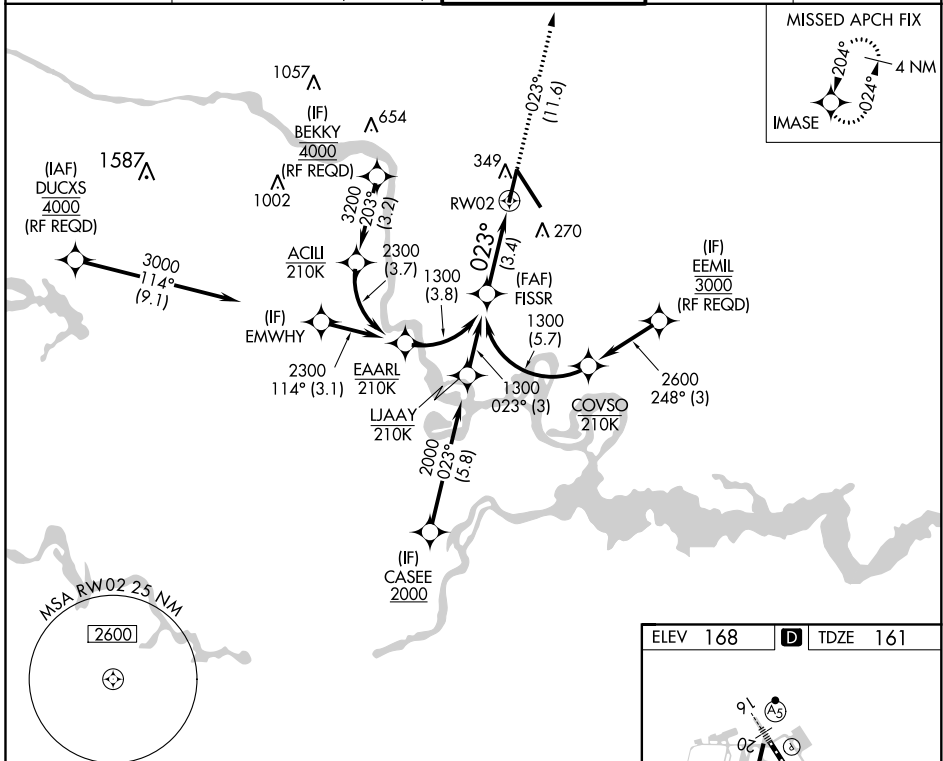 MISSED APCH FIX
204°
024°
4 NM
IMASE
023°
(11.6)
1057
(IF)
BEKKY
4000
(RF REQD)
654
349
1587
1002
(IAF)
DUCXS
4000
(RF REQD)
3200
203°
(3.2)
RW02
270
ACILI
210K
2300
(3.7)
1300
(3.8)
023°
(3.4)
(FAF)
FISSR
(IF)
EEMIL
3000
(RF REQD)
3000
114°
(9.1)
(IF)
EMWHY
1300
(5.7)
2300
114° (3.1)
EAARL
210K
1300
023° (3)
2600
248° (3)
LJAAY
210K
COVSO
210K
2000
023°
(5.8)
(IF)
CASEE
2000
MSA RW02 25 NM
2600
ELEV 168 D TDZE 161
16
A5
20
P